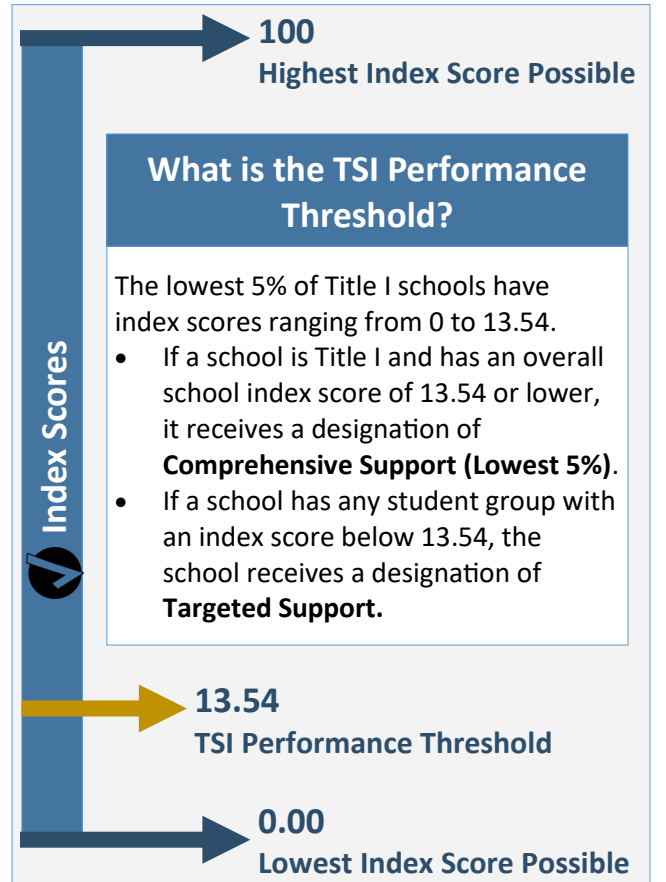 100
Highest Index Score Possible
What is the TSI Performance
Threshold?
The lowest 5% of Title I schools have
index scores ranging from 0 to 13.54.
• If a school is Title I and has an overall
school index score of 13.54 or lower,
it receives a designation of
Comprehensive Support (Lowest 5%).
• If a school has any student group with
an index score below 13.54, the
school receives a designation of
Targeted Support.
Index Scores
13.54
TSI Performance Threshold
0.00
Lowest Index Score Possible